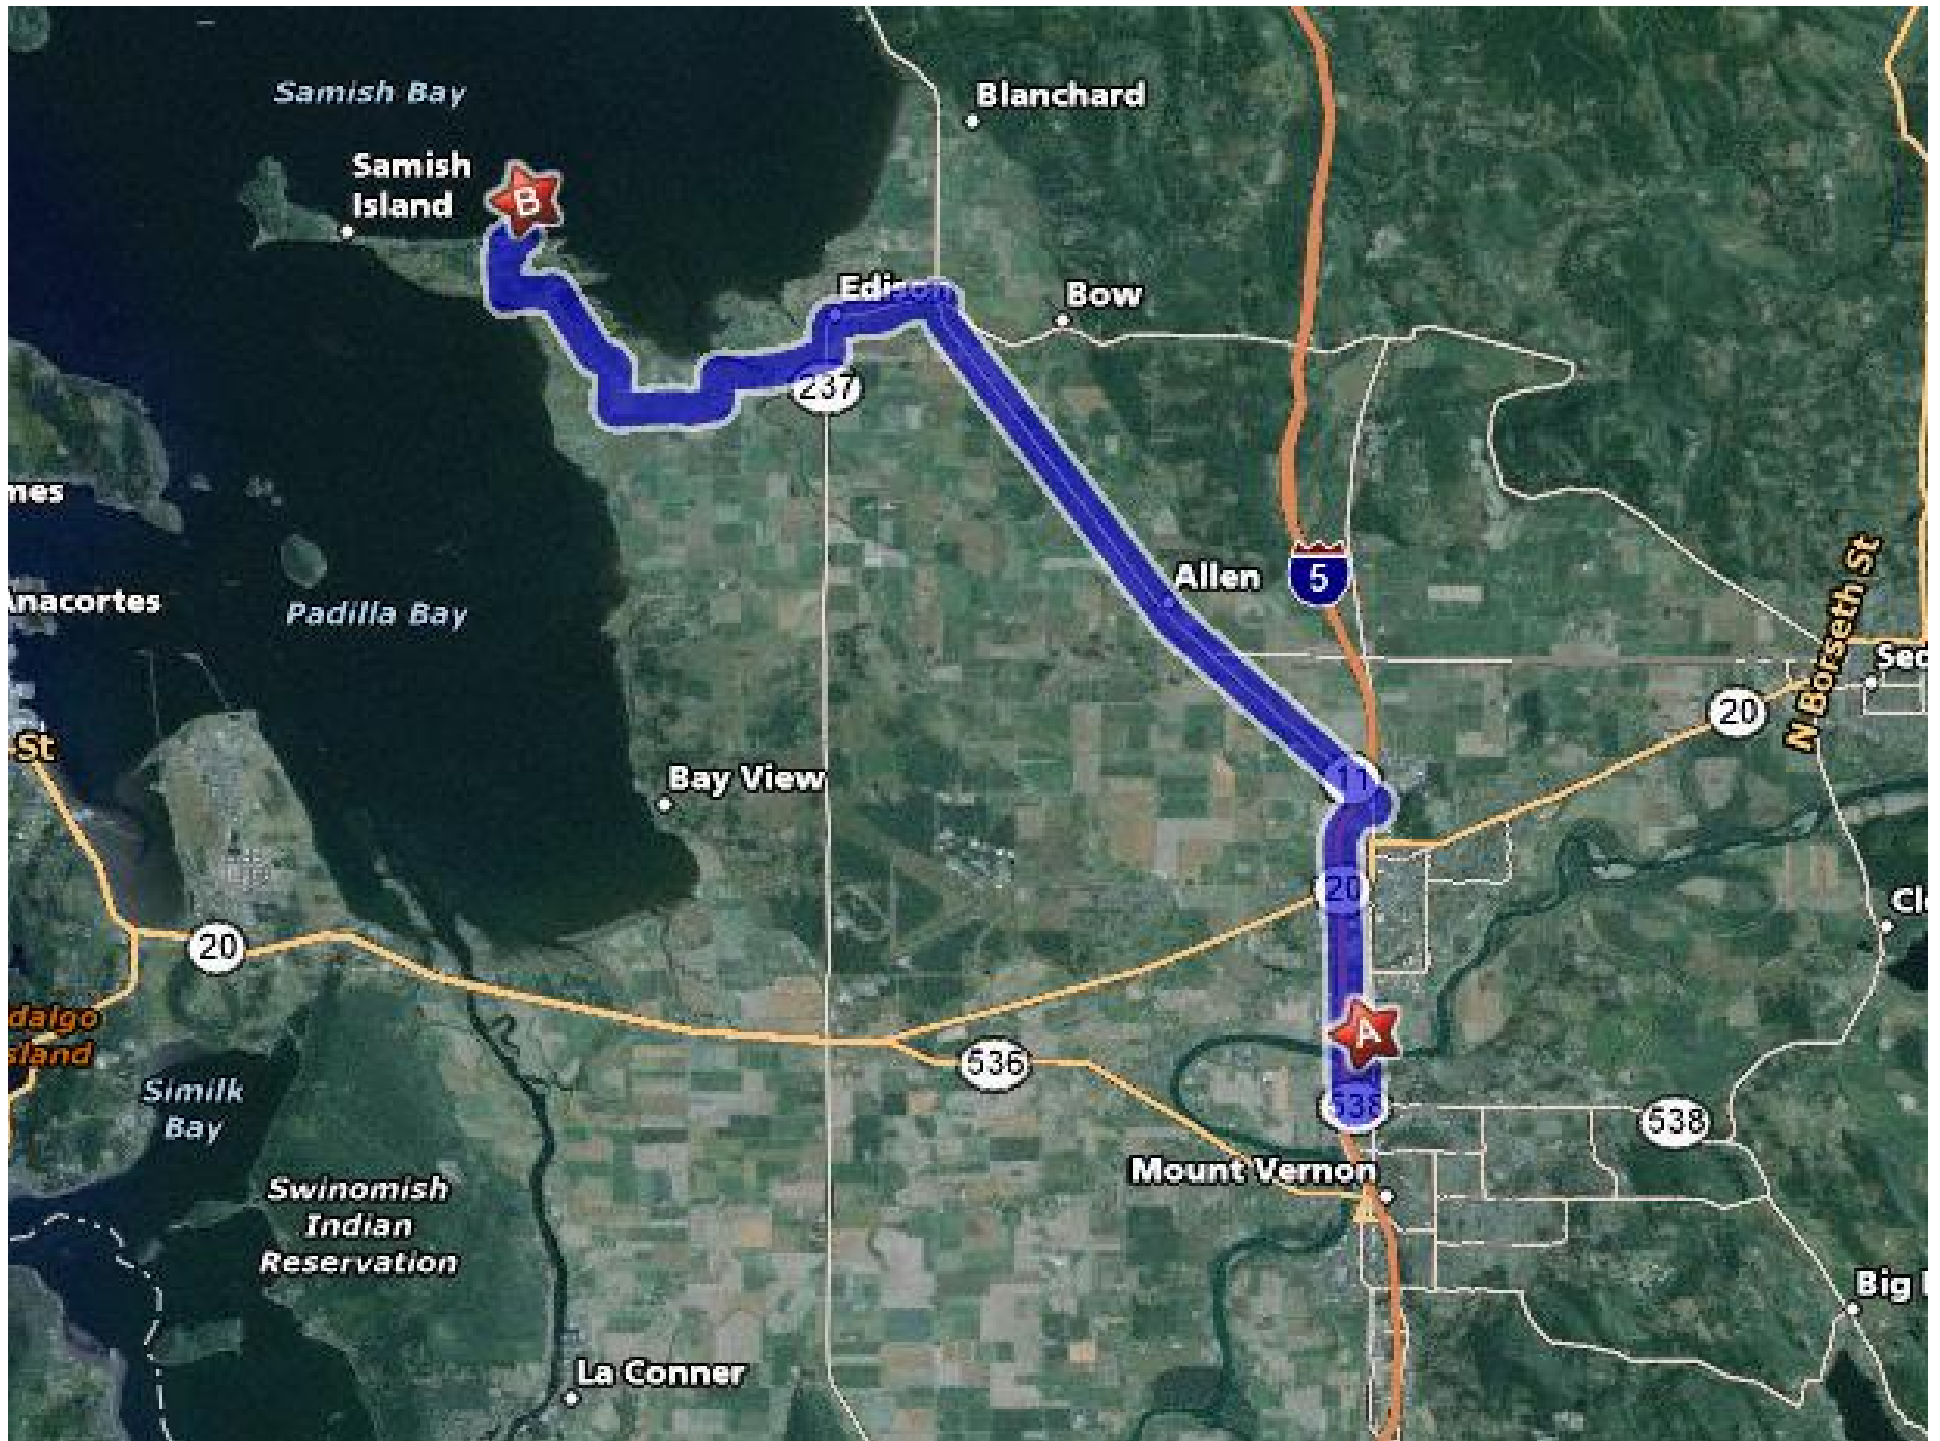 Samish Bay
Blanchard
Samish
Island
B
Edison
Bow
237
mes
Allen
5
Anacortes
Padilla Bay
N Borseth St
Sed
20
St
Bay View
11
20
Cl
20
dalgo
sland
A
536
Similk
Bay
538
538
Mount Vernon
Swinomish
Indian
Reservation
Big
La Conner